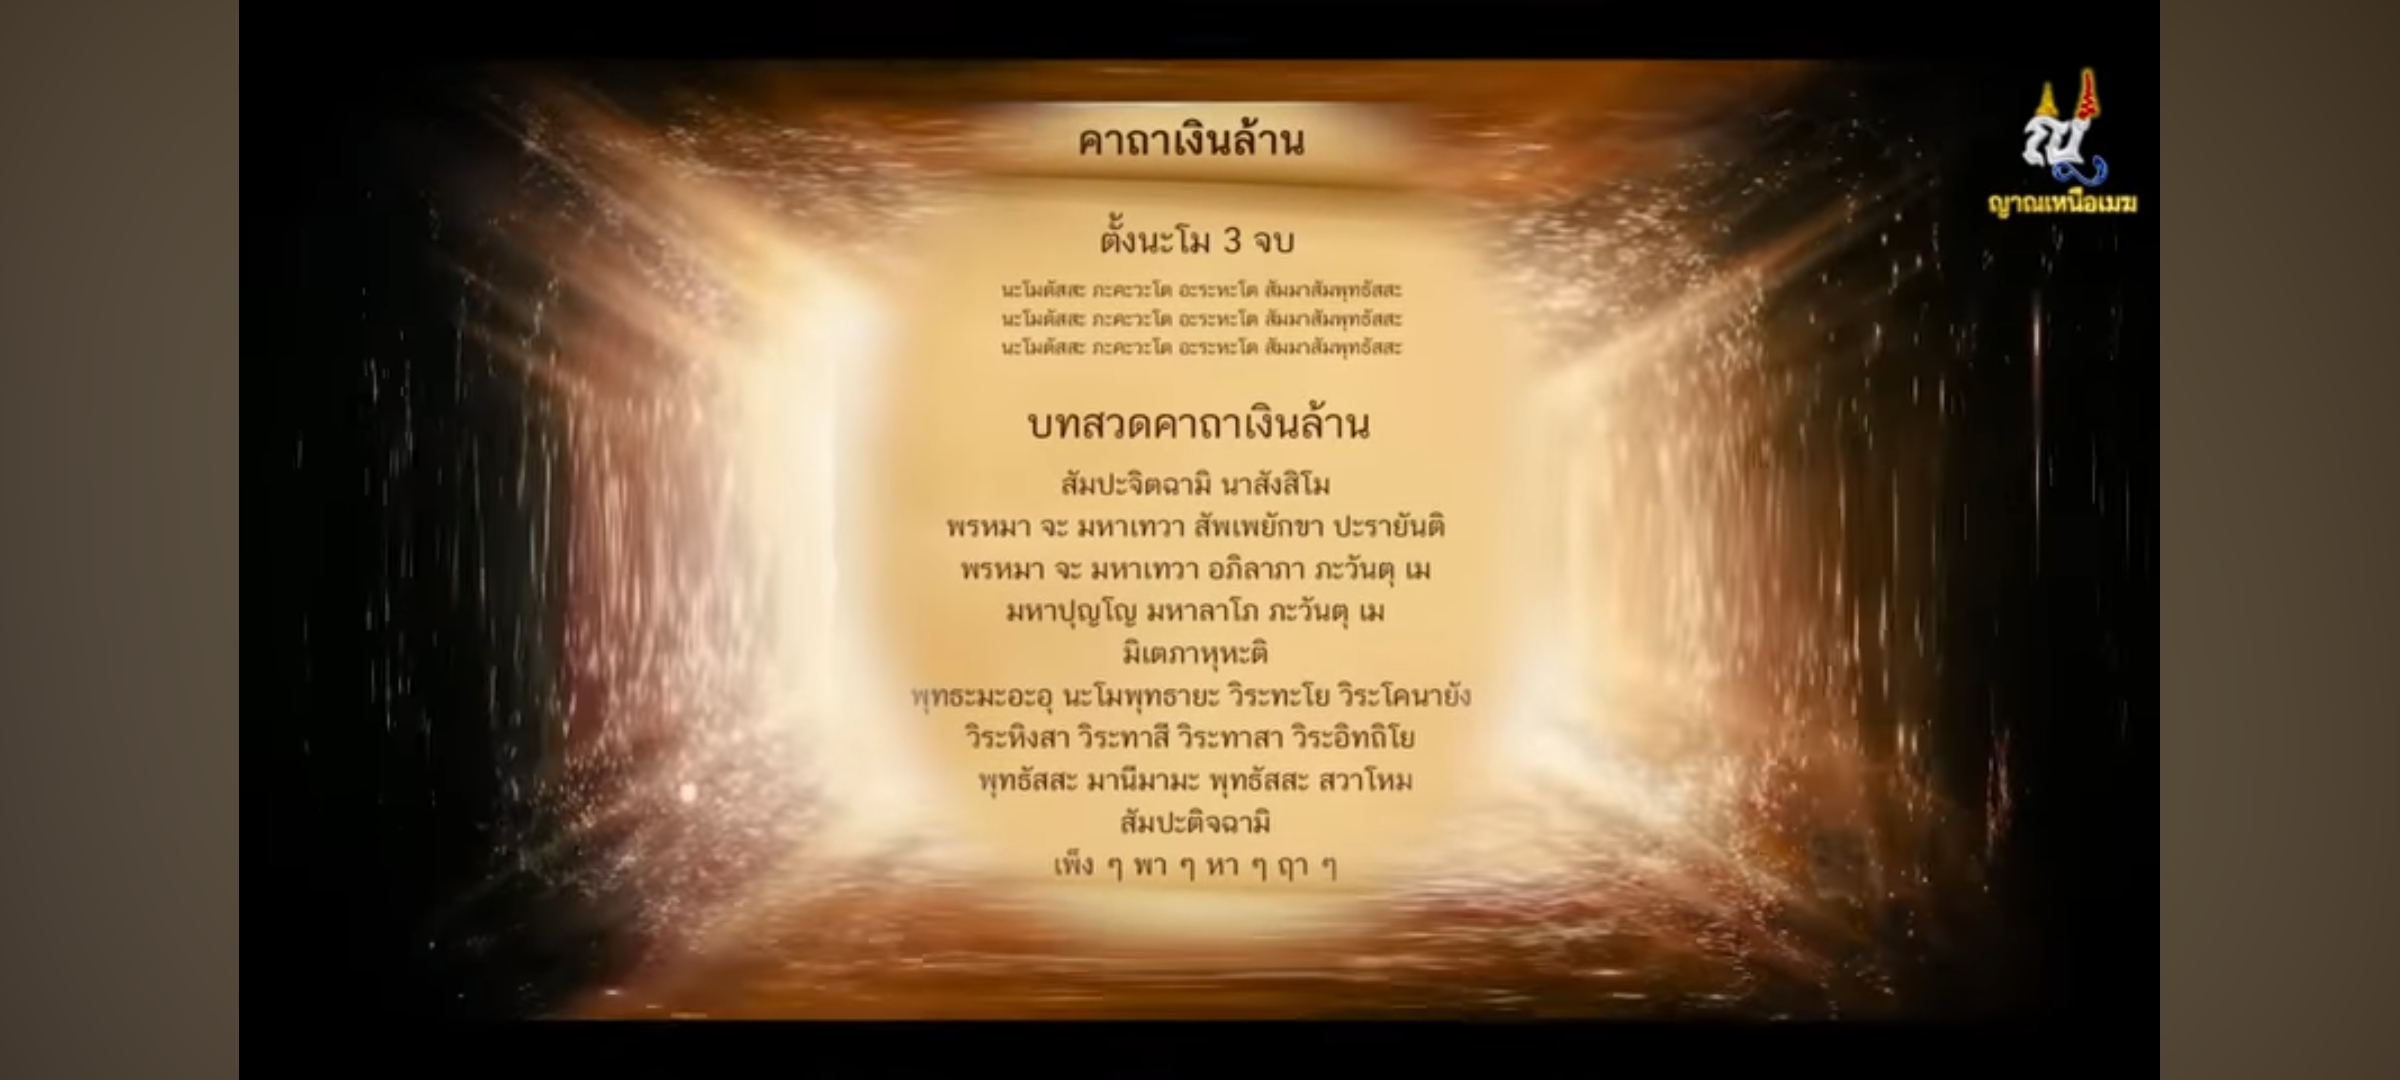 คาถาเงินล้าน
ญาณเหนือเมฆ
ตั้งนะโม 3 จบ
นะโมตัสสะ ภะคะวะโต อะระหะโต สัมมาสัมพุทธัสสะ
นะโมตัสสะ ภะคะวะโต อะระหะโต สัมมาสัมพุทธัสสะ
นะโมตัสสะ ภะคะวะโต อะระหะโต สัมมาสัมพุทธัสสะ
บทสวดคาถาเงินล้าน
สัมปะจิตฉามิ นาสังสิโม
พรหมา จะ มหาเทวา สัพเพยักขา ปะรายันติ
พรหมา จะ มหาเทวา อภิลาภา ภะวันตุ เม
มหาปุญโญ มหาลาโภ ภะวันตุ เม
มิเตภาหุหะติ
พุทธะมะอะอุ นะโมพุทธายะ วิระทะโย วิระโคนายัง
วิระหิงสา วิระทาสี วิระทาสา วิระอิทถิโย
พุทธัสสะ มานีมามะ พุทธัสสะ สวาโหม
สัมปะติจฉามิ
เพ็ง ๆ พา ๆ หา ๆ ฤา ๆ